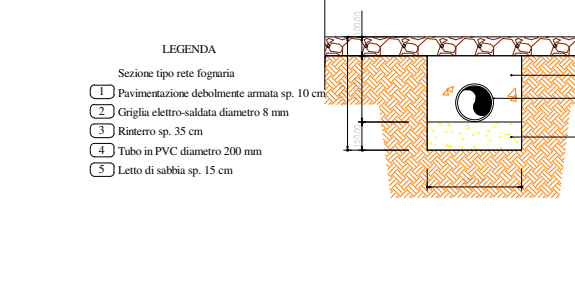 LEGENDA
Sezione tipo rete fognaria
1 Pavimentazione debolmente armata sp. 10 cm
2 Griglia elettro-saldata diametro 8 mm
3 Rinterro sp. 35 cm
4 Tubo in PVC diametro 200 mm
5 Letto di sabbia sp. 15 cm